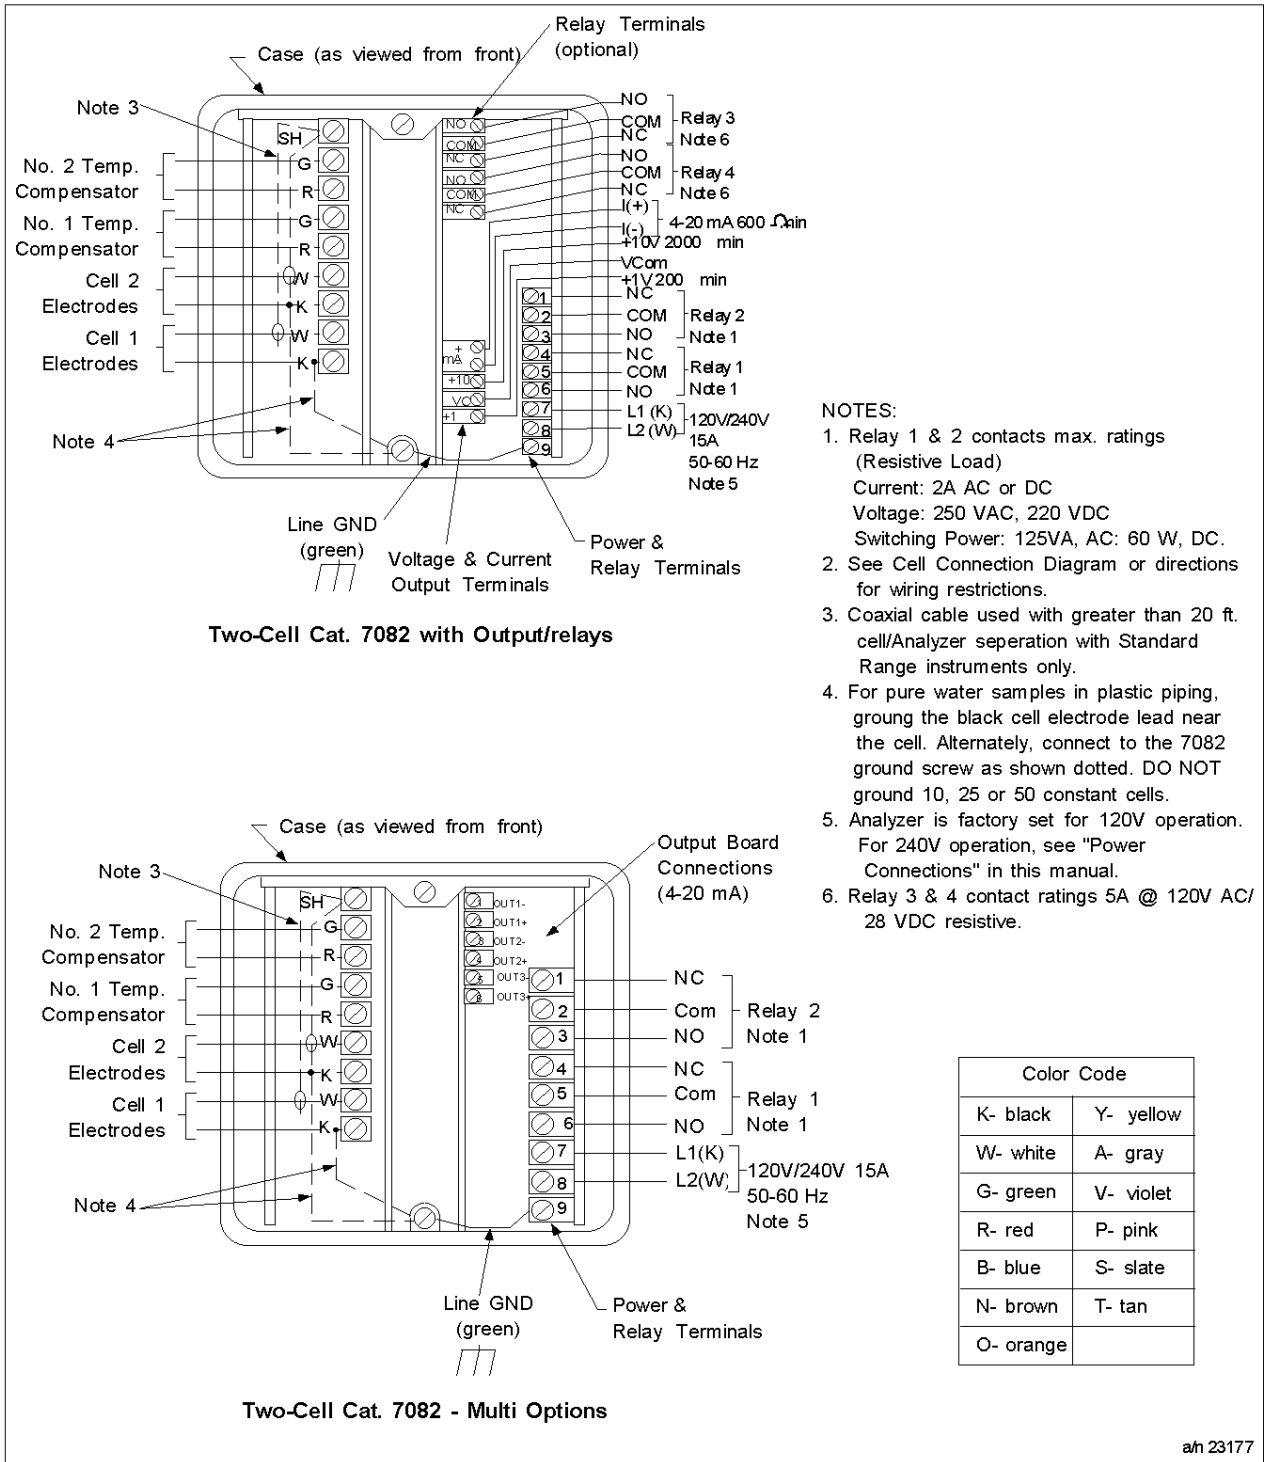 Relay Terminals
(optional)
Case (as viewed from front)
Note 3
SH
No. 2 Temp.
Compensator
G
R
No. 1 Temp.
Compensator
G
R
Cell 2
Electrodes
W
K
Cell 1
Electrodes
W
K
Note 4
NO
COM
NC
NO
COM
NC
NO
COM
NC
Relay 3
Note 6
NO
COM
NC
Relay 4
Note 6
I(+)
I(-)
4-20 mA 600 Ωmin
+10V 2000 min
VCom
+1V 200 min
+
mA
-
+10
VC
+1
1
2
3
4
5
6
7
8
9
NC
COM
NO
Relay 2
Note 1
NC
COM
NO
Relay 1
Note 1
L1 (K)
L2 (W)
120V/240V
15A
50-60 Hz
Note 5
Line GND
(green)
Voltage & Current
Output Terminals
Power &
Relay Terminals
Two-Cell Cat. 7082 with Output/relays
NOTES:
1. Relay 1 & 2 contacts max. ratings
(Resistive Load)
Current: 2A AC or DC
Voltage: 250 VAC, 220 VDC
Switching Power: 125VA, AC: 60 W, DC.
2. See Cell Connection Diagram or directions
for wiring restrictions.
3. Coaxial cable used with greater than 20 ft.
cell/Analyzer seperation with Standard
Range instruments only.
4. For pure water samples in plastic piping,
groung the black cell electrode lead near
the cell. Alternately, connect to the 7082
ground screw as shown dotted. DO NOT
ground 10, 25 or 50 constant cells.
5. Analyzer is factory set for 120V operation.
For 240V operation, see "Power
Connections" in this manual.
6. Relay 3 & 4 contact ratings 5A @ 120V AC/
28 VDC resistive.
Case (as viewed from front)
Output Board
Connections
(4-20 mA)
Note 3
SH
No. 2 Temp.
Compensator
G
R
No. 1 Temp.
Compensator
G
R
Cell 2
Electrodes
W
K
Cell 1
Electrodes
W
K
Note 4
1 OUT1-
2 OUT1+
3 OUT2-
4 OUT2+
5 OUT3-
6 OUT3+
1
2
3
4
5
6
7
8
9
NC
Com
NO
Relay 2
Note 1
NC
Com
NO
Relay 1
Note 1
L1(K)
L2(W)
120V/240V 15A
50-60 Hz
Note 5
Line GND
(green)
Power &
Relay Terminals
Two-Cell Cat. 7082 - Multi Options
Color Code
K- black Y- yellow
W- white A- gray
G- green V- violet
R- red P- pink
B- blue S- slate
N- brown T- tan
O- orange
a/n 23177